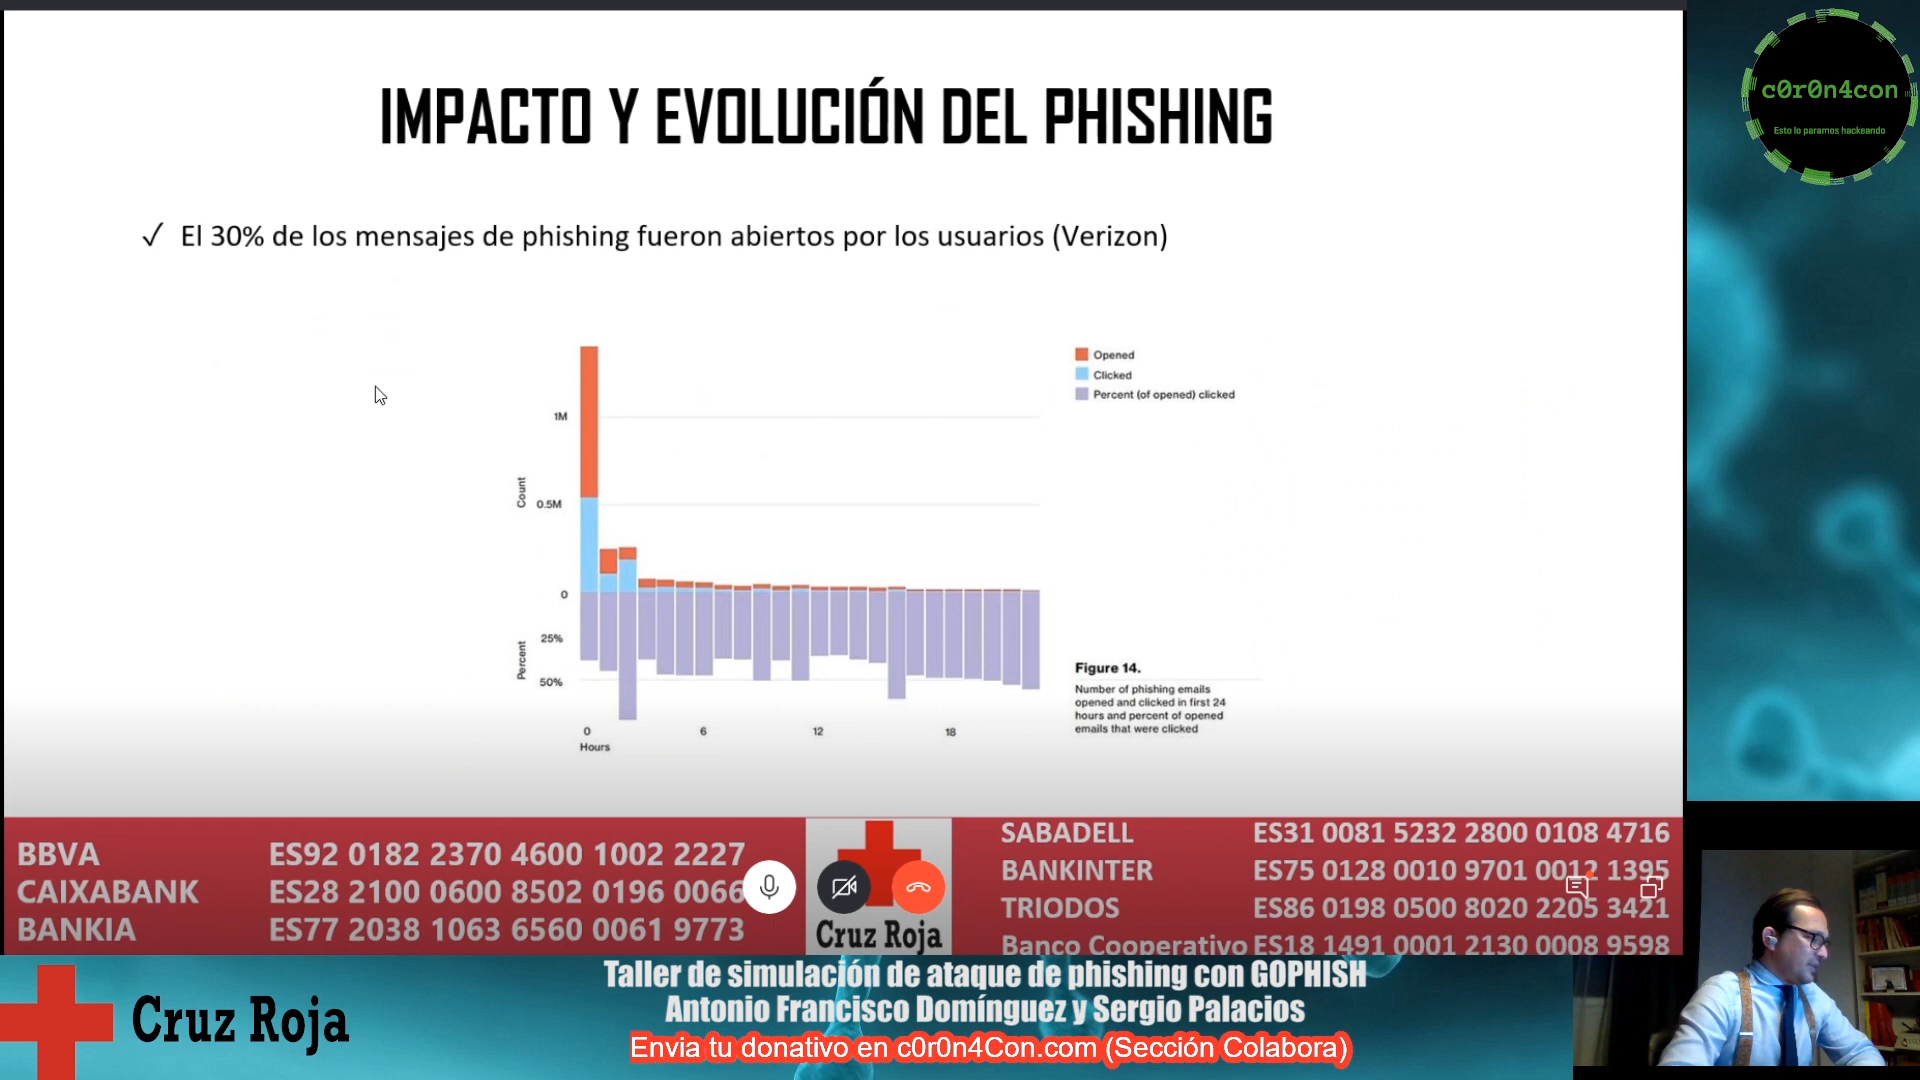 IMPACTO Y EVOLUCIÓN DEL PHISHING
✓ El 30% de los mensajes de phishing fueron abiertos por los usuarios (Verizon)
Opened
Clicked
Percent (of opened) clicked
1M
Count
0.5M
0
25%
Percent
50%
0
6
12
18
Hours
Figure 14.
Number of phishing emails
opened and clicked in first 24
hours and percent of opened
emails that were clicked
c0r0n4con
Esto lo paramos hackeando
BBVA ES92 0182 2370 4600 1002 2227
CAIXABANK ES28 2100 0600 8502 0196 0066
BANKIA ES77 2038 1063 6560 0061 9773
Cruz Roja
SABADELL ES31 0081 5232 2800 0108 4716
BANKINTER ES75 0128 0010 9701 0012 1395
TRIODOS ES86 0198 0500 8020 2205 3421
Banco Cooperativo ES18 1491 0001 2130 0008 9598
Cruz Roja
Taller de simulación de ataque de phishing con GOPHISH
Antonio Francisco Domínguez y Sergio Palacios
Envia tu donativo en c0r0n4Con.com (Sección Colabora)